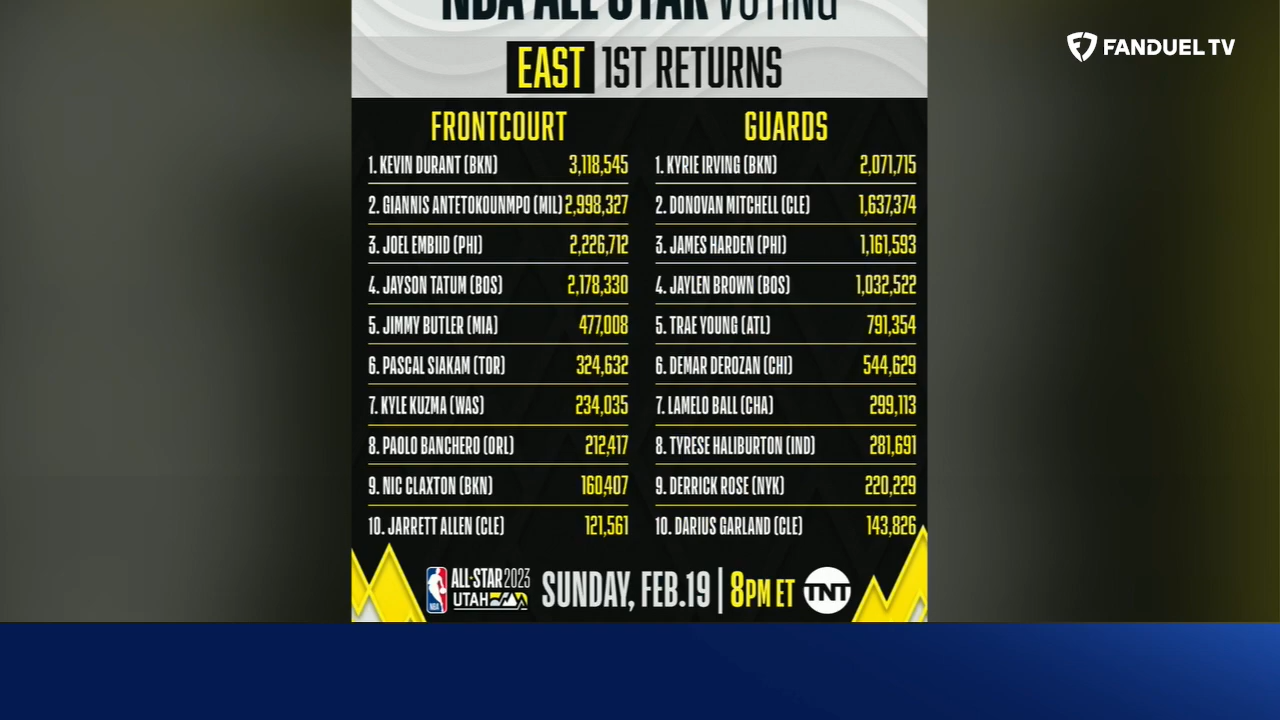 NBA ALL-STAR VOTING
FANDUEL TV
EAST 1ST RETURNS
FRONTCOURT
1. KEVIN DURANT (BKN) 3,118,545
2. GIANNIS ANTETOKOUNMPO (MIL) 2,998,327
3. JOEL EMBIID (PHI) 2,226,712
4. JAYSON TATUM (BOS) 2,178,330
5. JIMMY BUTLER (MIA) 477,008
6. PASCAL SIAKAM (TOR) 324,632
7. KYLE KUZMA (WAS) 234,035
8. PAOLO BANCHERO (ORL) 212,417
9. NIC CLAXTON (BKN) 160,407
10. JARRETT ALLEN (CLE) 121,561
GUARDS
1. KYRIE IRVING (BKN) 2,071,715
2. DONOVAN MITCHELL (CLE) 1,637,374
3. JAMES HARDEN (PHI) 1,161,593
4. JAYLEN BROWN (BOS) 1,032,522
5. TRAE YOUNG (ATL) 791,354
6. DEMAR DEROZAN (CHI) 544,629
7. LAMELO BALL (CHA) 299,113
8. TYRESE HALIBURTON (IND) 281,691
9. DERRICK ROSE (NYK) 220,229
10. DARIUS GARLAND (CLE) 143,826
NBA
ALL-STAR 2023
UTAH
SUNDAY, FEB.19 | 8PM ET
TNT